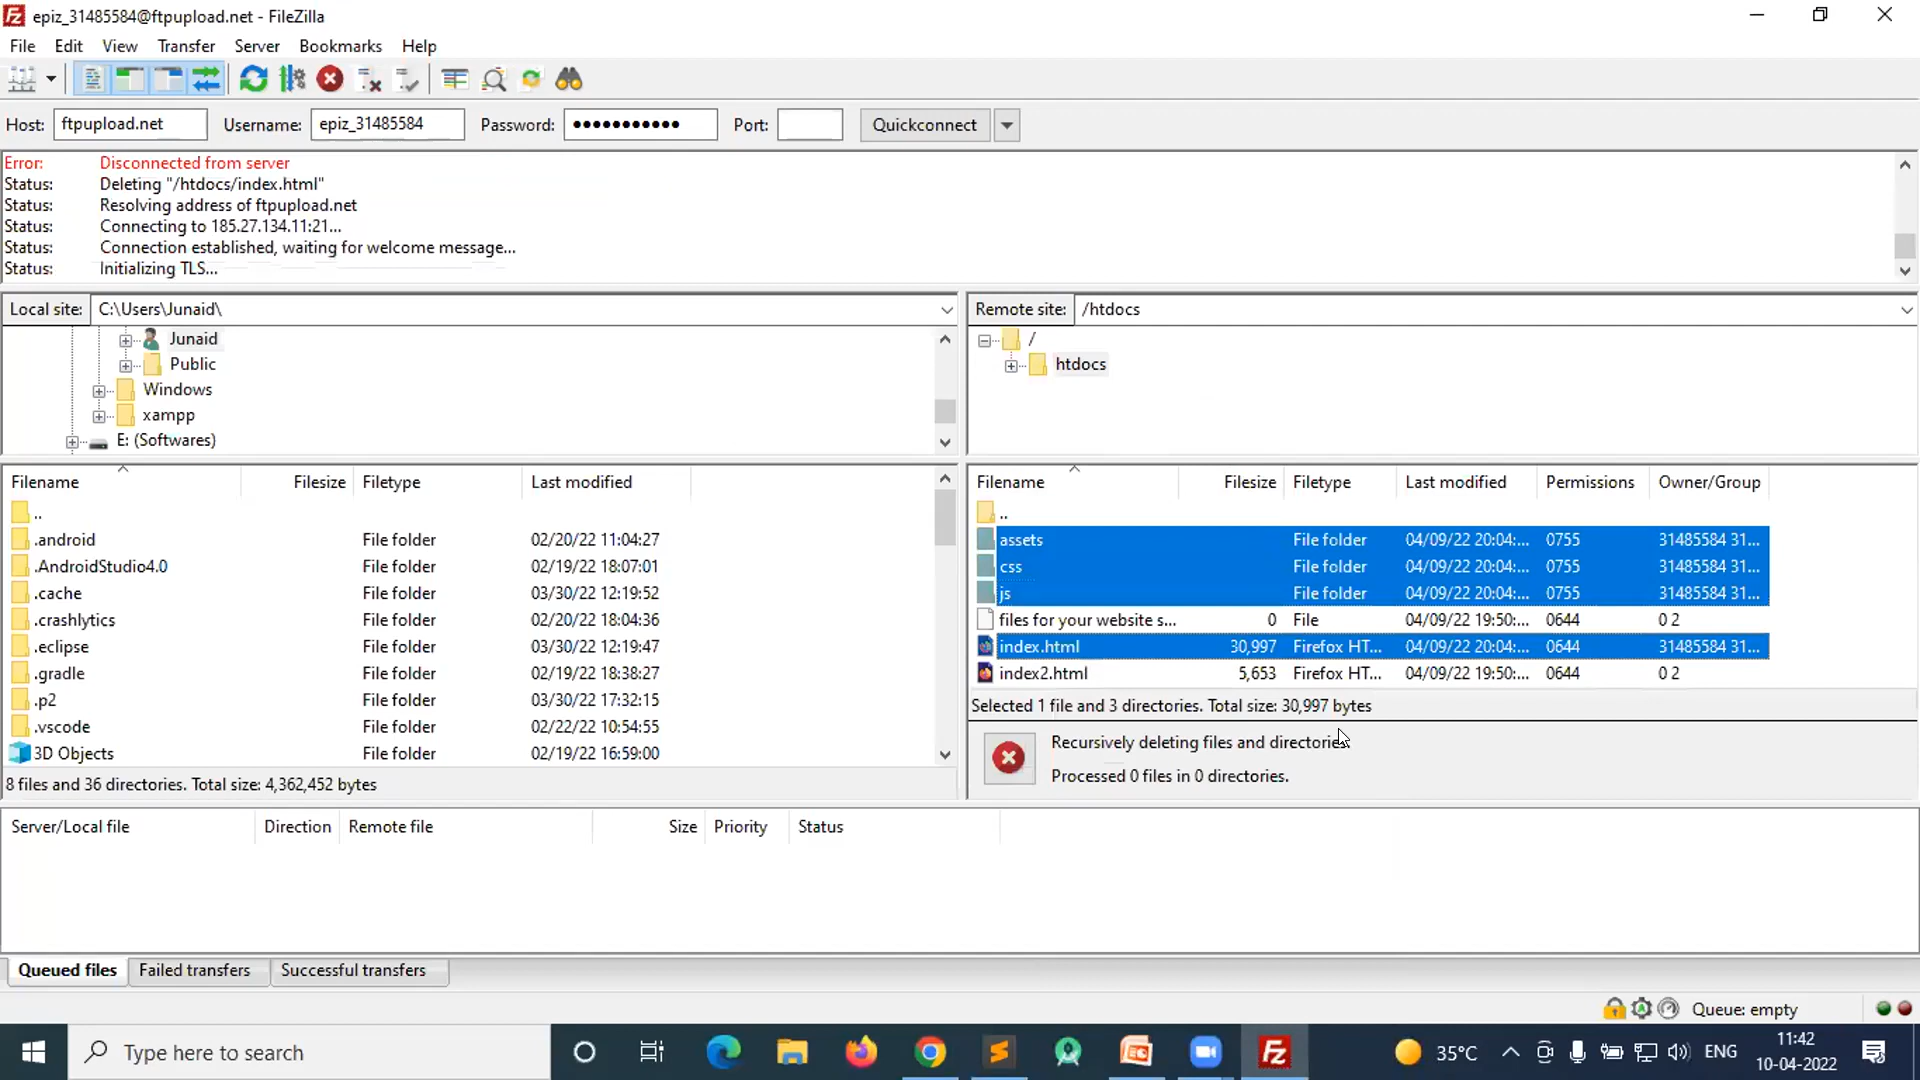 epiz_31485584@ftpupload.net - FileZilla
File Edit View Transfer Server Bookmarks Help
Host: ftpupload.net Username: epiz_31485584 Password: ●●●●●●●●●●● Port: Quickconnect
Error: Disconnected from server
Status: Deleting "/htdocs/index.html"
Status: Resolving address of ftpupload.net
Status: Connecting to 185.27.134.11:21...
Status: Connection established, waiting for welcome message...
Status: Initializing TLS...
Local site: C:\Users\Junaid\
Junaid
Public
Windows
xampp
E: (Softwares)
Remote site: /htdocs
/
htdocs
Filename Filesize Filetype Last modified
..
.android File folder 02/20/22 11:04:27
.AndroidStudio4.0 File folder 02/19/22 18:07:01
.cache File folder 03/30/22 12:19:52
.crashlytics File folder 02/20/22 18:04:36
.eclipse File folder 03/30/22 12:19:47
.gradle File folder 02/19/22 18:38:27
.p2 File folder 03/30/22 17:32:15
.vscode File folder 02/22/22 10:54:55
3D Objects File folder 02/19/22 16:59:00
8 files and 36 directories. Total size: 4,362,452 bytes
Filename Filesize Filetype Last modified Permissions Owner/Group
..
assets File folder 04/09/22 20:04:... 0755 31485584 31...
css File folder 04/09/22 20:04:... 0755 31485584 31...
js File folder 04/09/22 20:04:... 0755 31485584 31...
files for your website s... 0 File 04/09/22 19:50:... 0644 0 2
index.html 30,997 Firefox HT... 04/09/22 20:04:... 0644 31485584 31...
index2.html 5,653 Firefox HT... 04/09/22 19:50:... 0644 0 2
Selected 1 file and 3 directories. Total size: 30,997 bytes
Recursively deleting files and directories
Processed 0 files in 0 directories.
Server/Local file Direction Remote file Size Priority Status
Queued files Failed transfers Successful transfers
Queue: empty
Type here to search
35°C ENG
11:42
10-04-2022